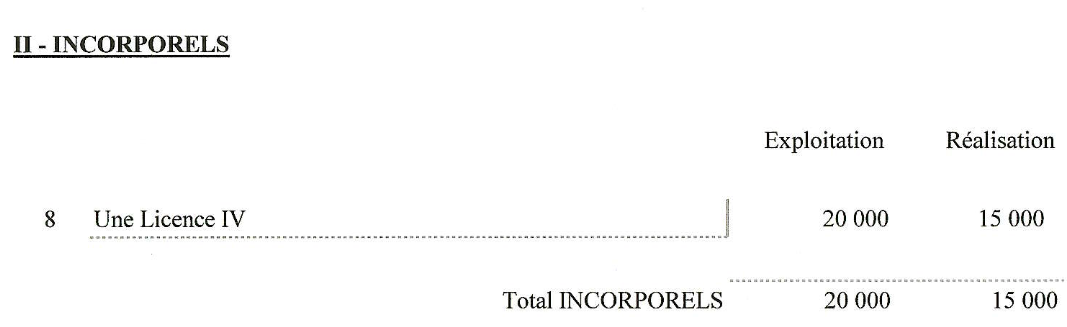 II - INCORPORELS
Exploitation Réalisation
8 Une Licence IV 20 000 15 000
Total INCORPORELS 20 000 15 000